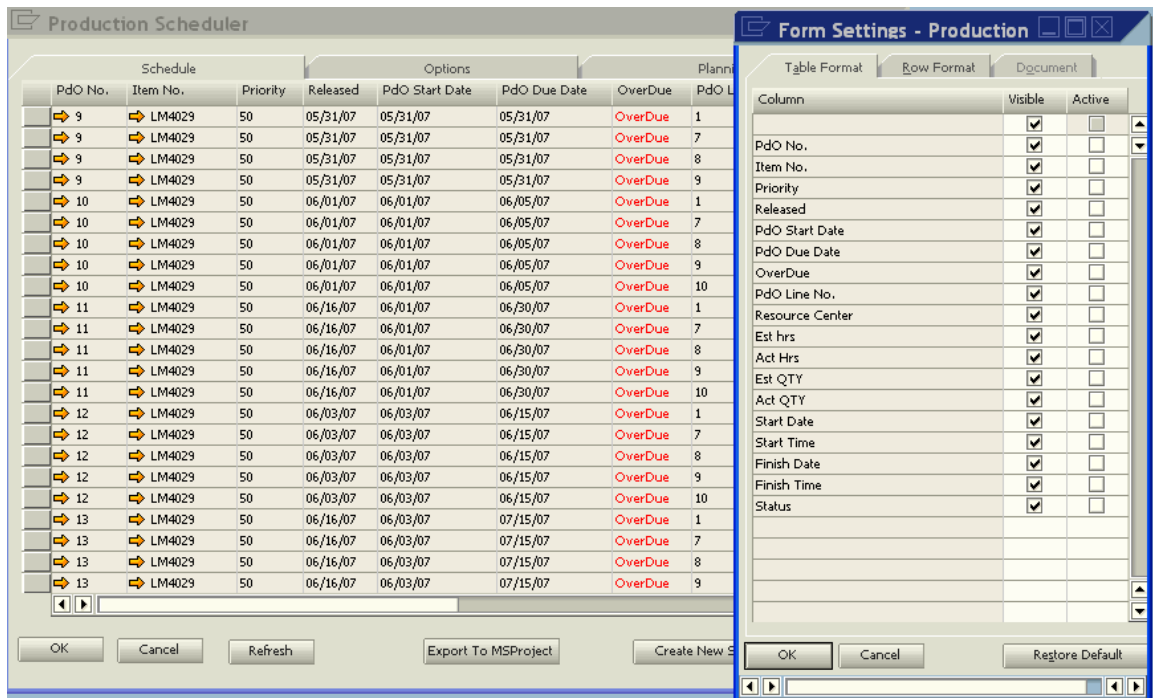 Production Scheduler
Schedule Options Planni
PdO No. Item No. Priority Released PdO Start Date PdO Due Date OverDue PdO L
9 LM4029 50 05/31/07 05/31/07 05/31/07 OverDue 1
9 LM4029 50 05/31/07 05/31/07 05/31/07 OverDue 7
9 LM4029 50 05/31/07 05/31/07 05/31/07 OverDue 8
9 LM4029 50 05/31/07 05/31/07 05/31/07 OverDue 9
10 LM4029 50 06/01/07 06/01/07 06/05/07 OverDue 1
10 LM4029 50 06/01/07 06/01/07 06/05/07 OverDue 7
10 LM4029 50 06/01/07 06/01/07 06/05/07 OverDue 8
10 LM4029 50 06/01/07 06/01/07 06/05/07 OverDue 9
10 LM4029 50 06/01/07 06/01/07 06/05/07 OverDue 10
11 LM4029 50 06/16/07 06/01/07 06/30/07 OverDue 1
11 LM4029 50 06/16/07 06/01/07 06/30/07 OverDue 7
11 LM4029 50 06/16/07 06/01/07 06/30/07 OverDue 8
11 LM4029 50 06/16/07 06/01/07 06/30/07 OverDue 9
11 LM4029 50 06/16/07 06/01/07 06/30/07 OverDue 10
12 LM4029 50 06/03/07 06/03/07 06/15/07 OverDue 1
12 LM4029 50 06/03/07 06/03/07 06/15/07 OverDue 7
12 LM4029 50 06/03/07 06/03/07 06/15/07 OverDue 8
12 LM4029 50 06/03/07 06/03/07 06/15/07 OverDue 9
12 LM4029 50 06/03/07 06/03/07 06/15/07 OverDue 10
13 LM4029 50 06/16/07 06/03/07 07/15/07 OverDue 1
13 LM4029 50 06/16/07 06/03/07 07/15/07 OverDue 7
13 LM4029 50 06/16/07 06/03/07 07/15/07 OverDue 8
13 LM4029 50 06/16/07 06/03/07 07/15/07 OverDue 9
OK Cancel Refresh Export To MSProject Create New S
Form Settings - Production
Table Format Row Format Document
Column Visible Active
PdO No.
Item No.
Priority
Released
PdO Start Date
PdO Due Date
OverDue
PdO Line No.
Resource Center
Est hrs
Act Hrs
Est QTY
Act QTY
Start Date
Start Time
Finish Date
Finish Time
Status
OK Cancel Restore Default